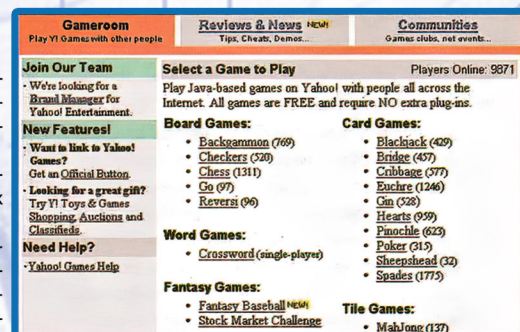 Gameroom
Play Y! Games with other people
Reviews & News NEW!
Tips, Cheats, Demos...
Communities
Games clubs, net events...
Join Our Team
· We're looking for a
Brand Manager for
Yahoo! Entertainment.
New Features!
· Want to link to Yahoo!
Games?
Get an Official Button.
· Looking for a great gift?
Try Y! Toys & Games
Shopping, Auctions and
Classifieds.
Need Help?
· Yahoo! Games Help
Select a Game to Play
Players Online: 9871
Play Java-based games on Yahoo! with people all across the
Internet. All games are FREE and require NO extra plug-ins.
Board Games:
• Backgammon (769)
• Checkers (520)
• Chess (1311)
• Go (97)
• Reversi (96)
Word Games:
• Crossword (single-player)
Fantasy Games:
• Fantasy Baseball NEW!
• Stock Market Challenge
Card Games:
• Blackjack (429)
• Bridge (457)
• Cribbage (577)
• Euchre (1246)
• Gin (528)
• Hearts (959)
• Pinochle (623)
• Poker (315)
• Sheepshead (32)
• Spades (1775)
Tile Games:
• MahJong (137)